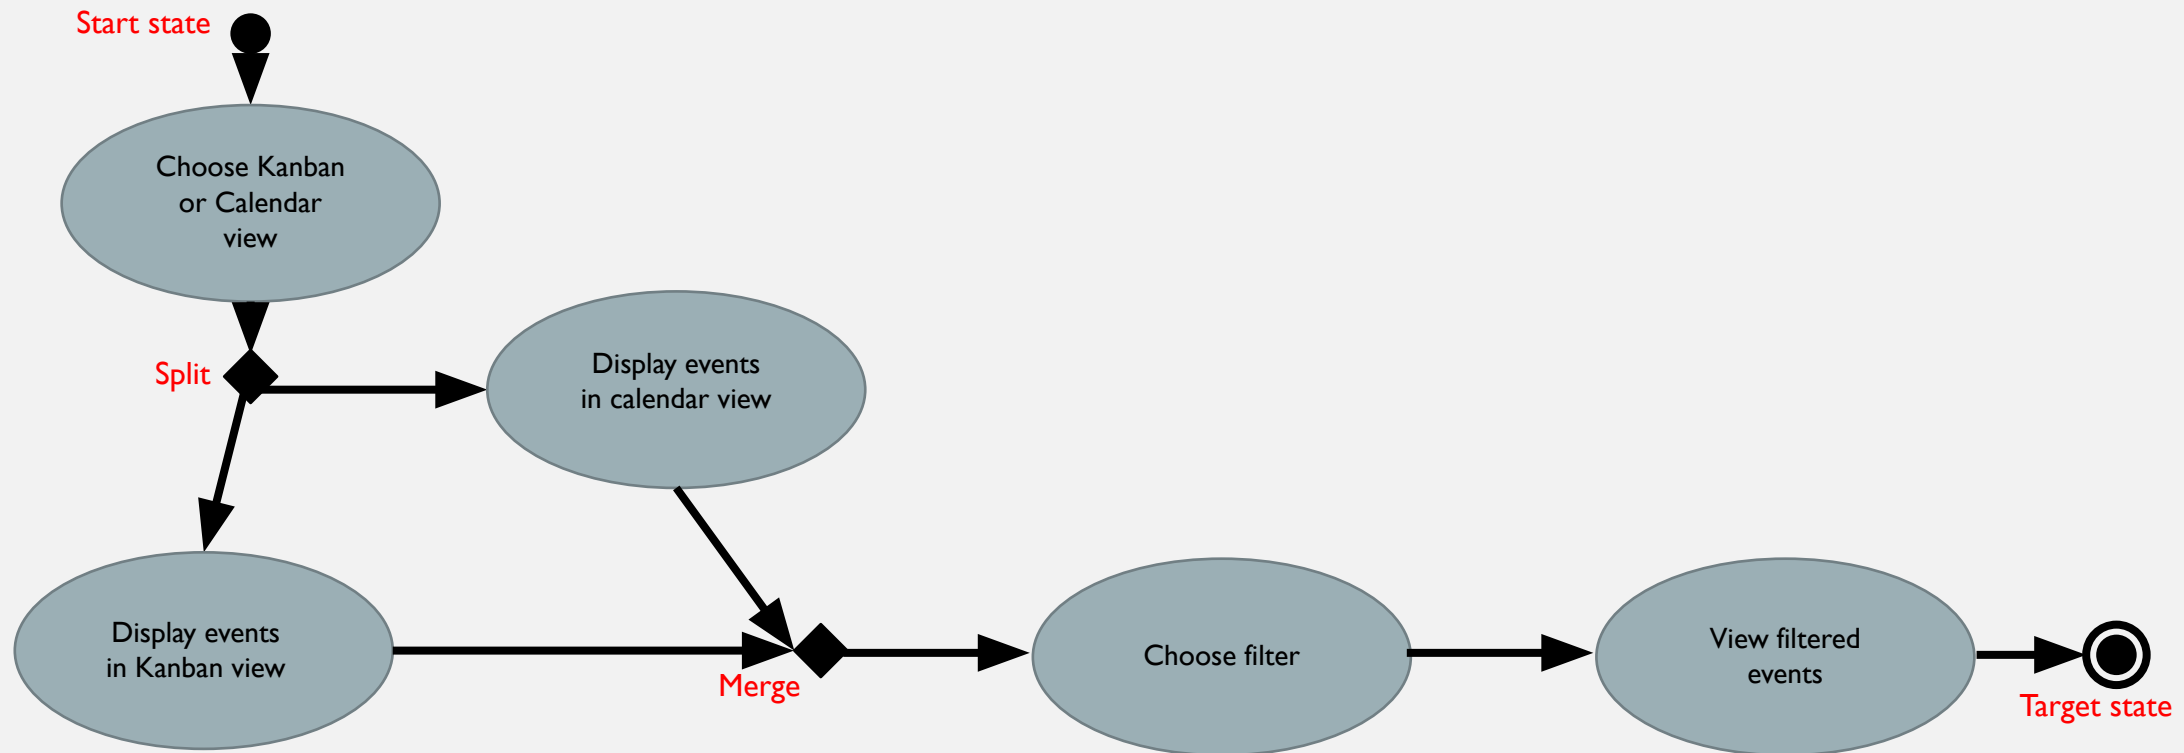 Start state
Choose Kanban
or Calendar
view
Split
Display events
in calendar view
Display events
in Kanban view
Merge
Choose filter
View filtered
events
Target state